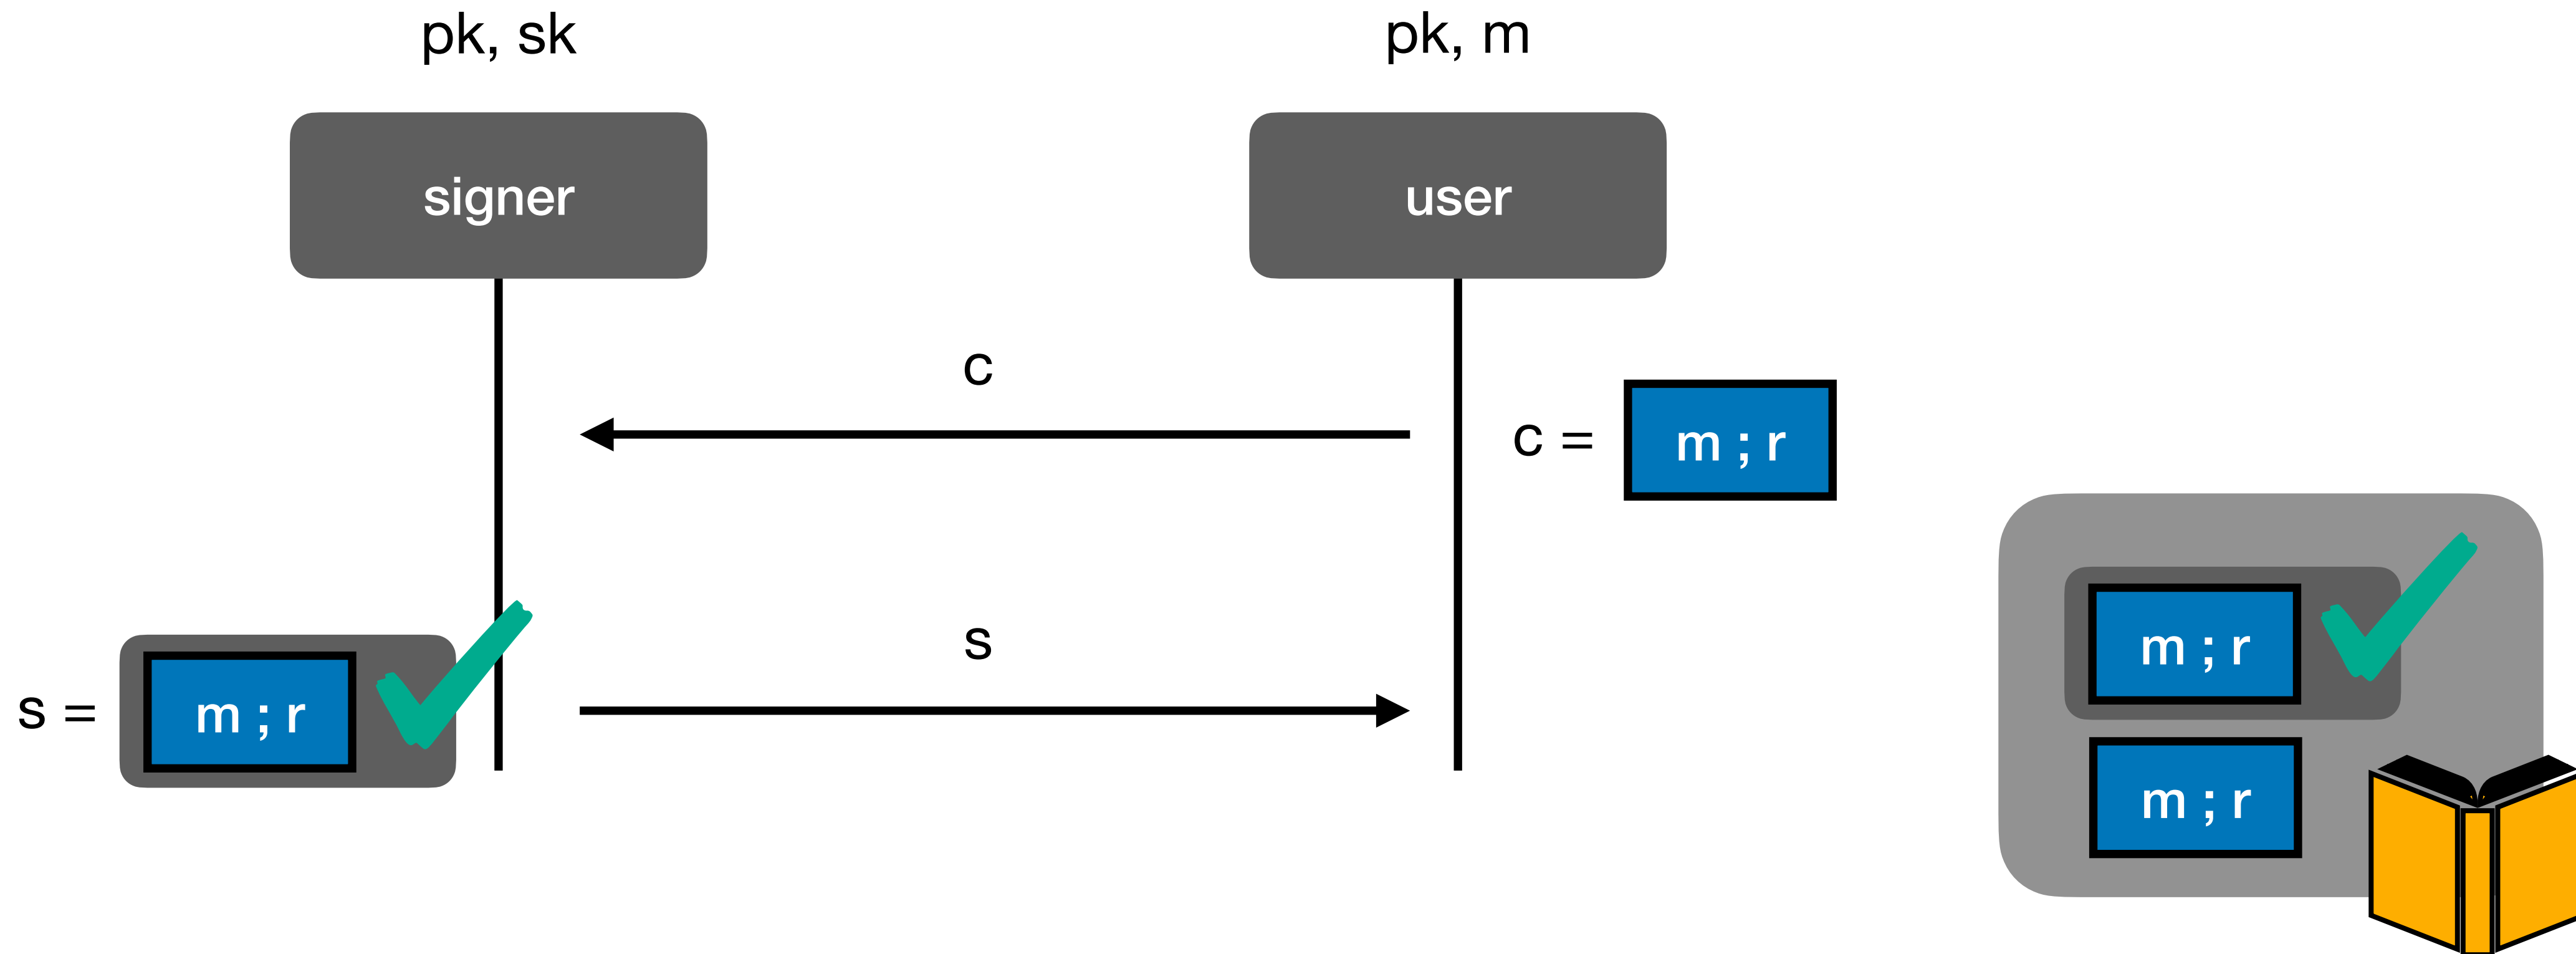 pk, sk
pk, m
signer
user
c
c =
m ; r
s
s =
m ; r
m ; r
m ; r